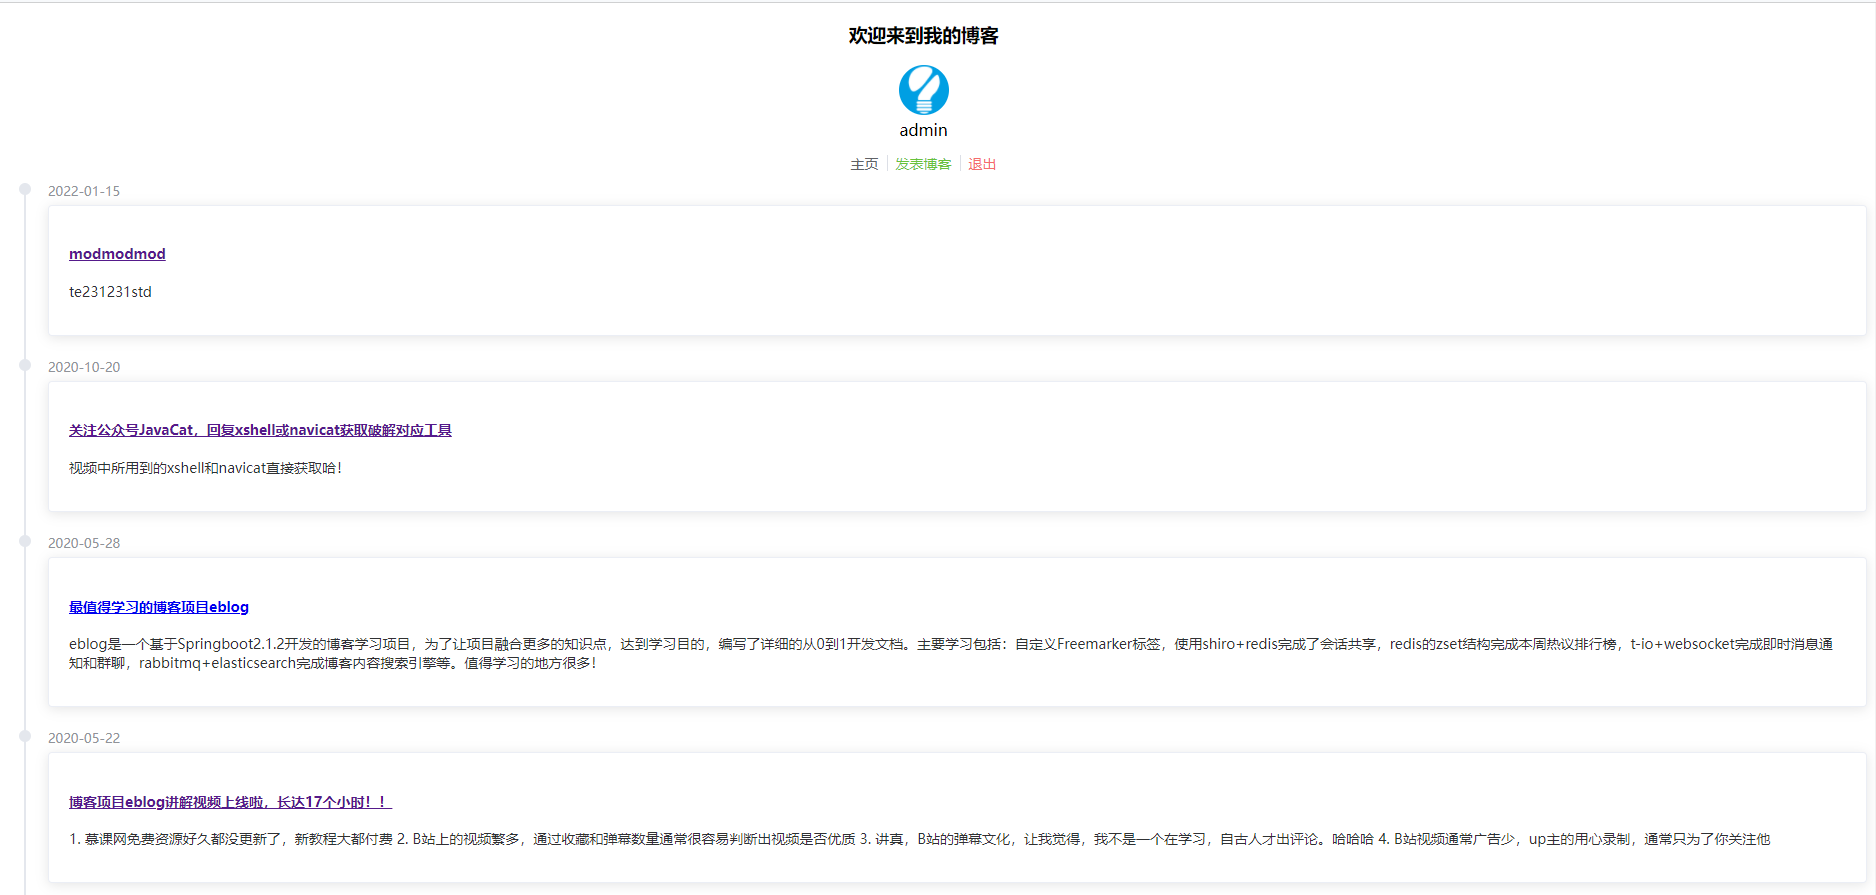 欢迎来到我的博客
admin
主页 发表博客 退出
2022-01-15
modmodmod
te231231std
2020-10-20
关注公众号JavaCat，回复xshell或navicat获取破解对应工具
视频中所用到的xshell和navicat直接获取哈！
2020-05-28
最值得学习的博客项目eblog
eblog是一个基于Springboot2.1.2开发的博客学习项目，为了让项目融合更多的知识点，达到学习目的，编写了详细的从0到1开发文档。主要学习包括：自定义Freemarker标签，使用shiro+redis完成了会话共享，redis的zset结构完成本周热议排行榜，t-io+websocket完成即时消息通
知和群聊，rabbitmq+elasticsearch完成博客内容搜索引擎等。值得学习的地方很多！
2020-05-22
博客项目eblog讲解视频上线啦，长达17个小时！！
1. 慕课网免费资源好久都没更新了，新教程大都付费 2. B站上的视频繁多，通过收藏和弹幕数量通常很容易判断出视频是否优质 3. 讲真，B站的弹幕文化，让我觉得，我不是一个在学习，自古人才出评论。哈哈哈 4. B站视频通常广告少，up主的用心录制，通常只为了你关注他